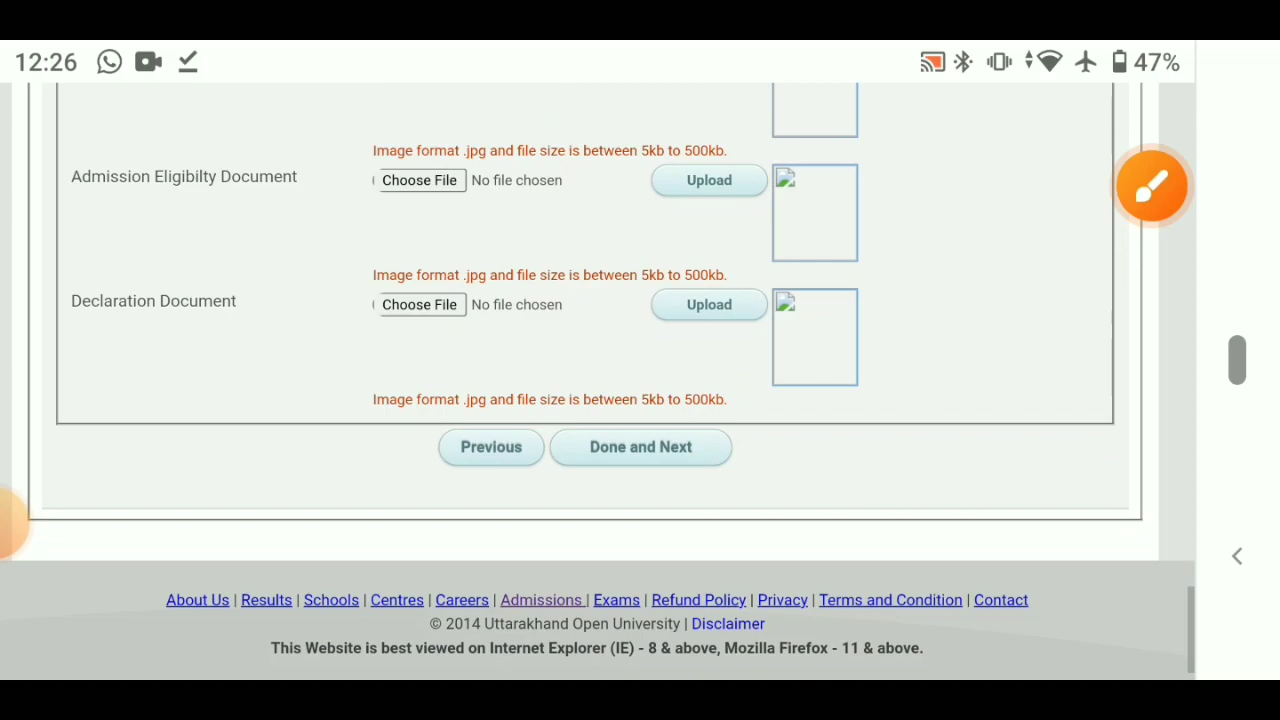 12:26
47%
Image format .jpg and file size is between 5kb to 500kb.
Admission Eligibilty Document
Choose File No file chosen
Upload
Image format .jpg and file size is between 5kb to 500kb.
Declaration Document
Choose File No file chosen
Upload
Image format .jpg and file size is between 5kb to 500kb.
Previous
Done and Next
About Us | Results | Schools | Centres | Careers | Admissions | Exams | Refund Policy | Privacy | Terms and Condition | Contact
© 2014 Uttarakhand Open University | Disclaimer
This Website is best viewed on Internet Explorer (IE) - 8 & above, Mozilla Firefox - 11 & above.